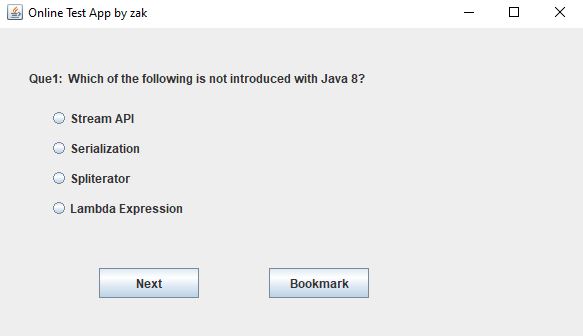 Online Test App by zak
Que1: Which of the following is not introduced with Java 8?
Stream API
Serialization
Spliterator
Lambda Expression
Next
Bookmark